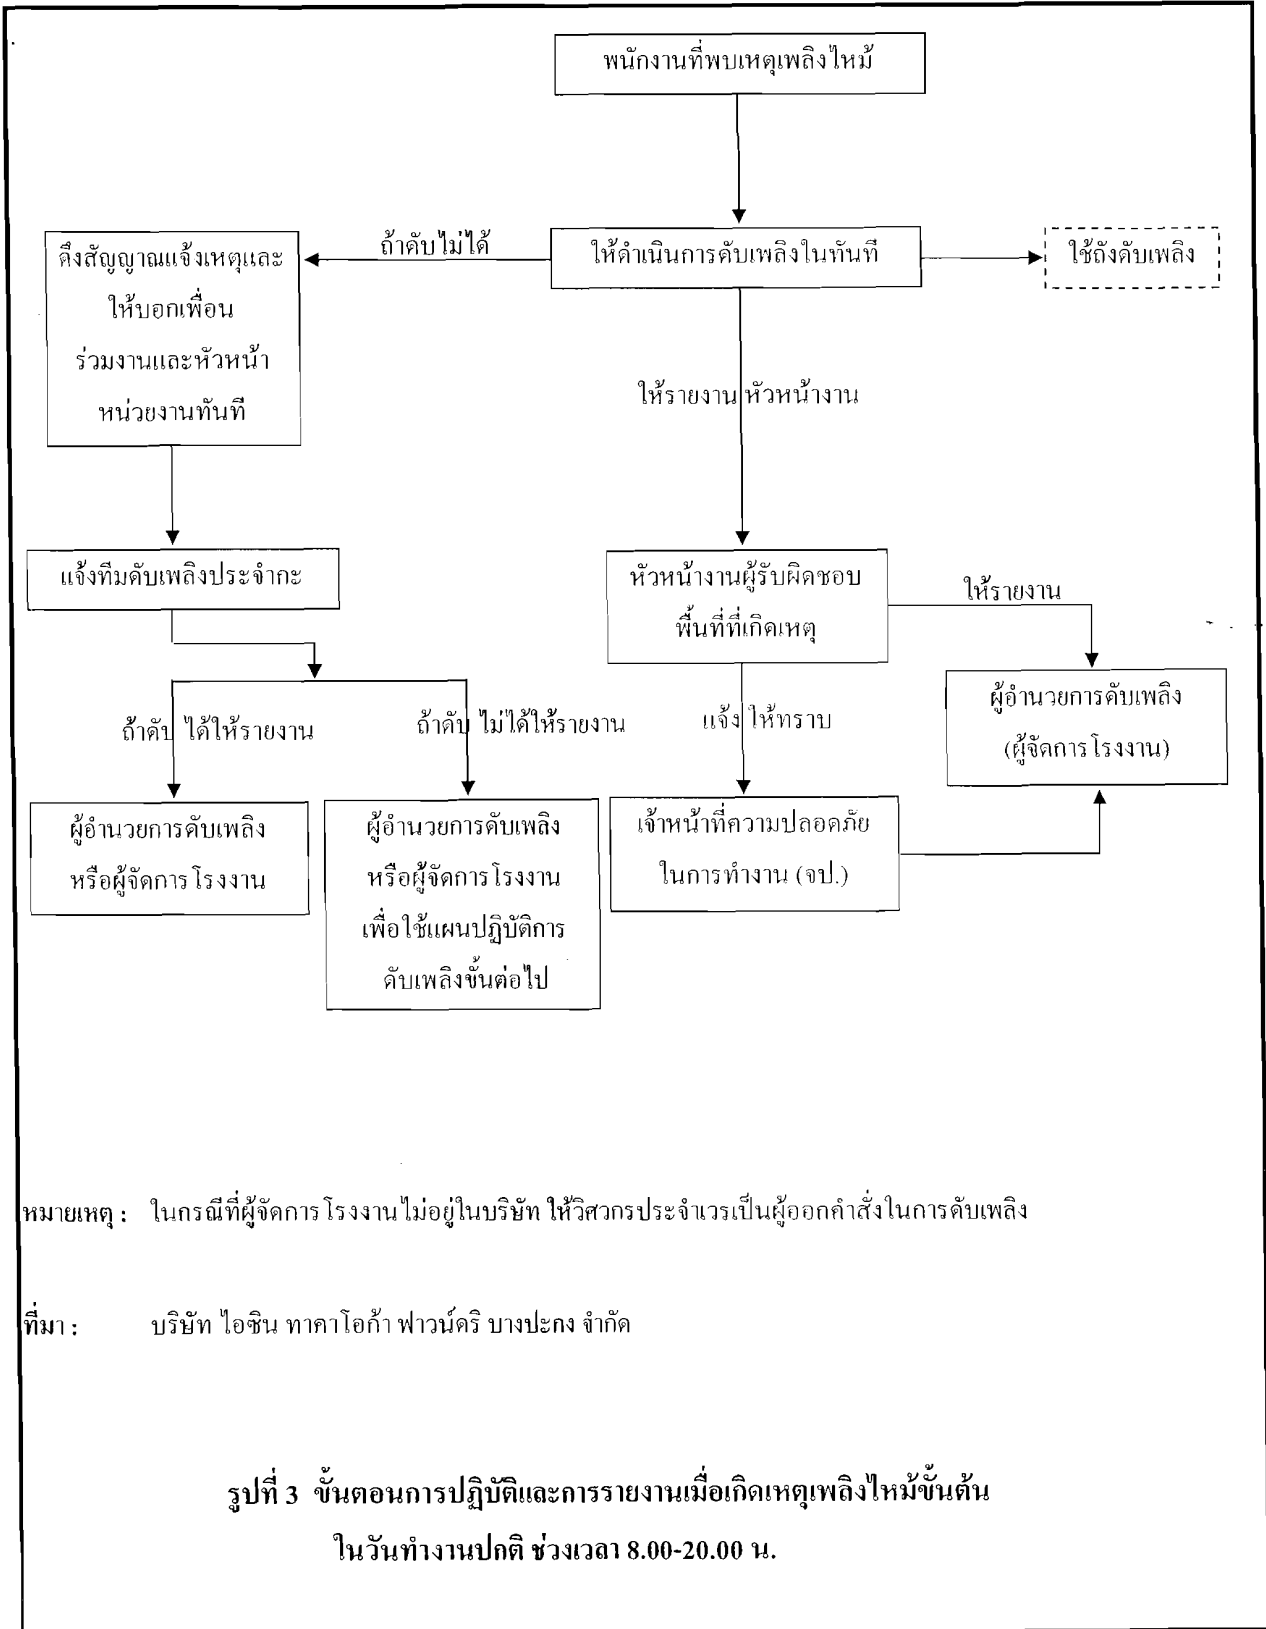 พนักงานที่พบเหตุเพลิงไหม้
ถ้าดับไม่ได้
ให้ดำเนินการดับเพลิงในทันที
ใช้ถังดับเพลิง
ดึงสัญญาณแจ้งเหตุและ
ให้บอกเพื่อน
ร่วมงานและหัวหน้า
หน่วยงานทันที
ให้รายงาน หัวหน้างาน
แจ้งทีมดับเพลิงประจำกะ
หัวหน้างานผู้รับผิดชอบ
พื้นที่ที่เกิดเหตุ
ให้รายงาน
ผู้อำนวยการดับเพลิง
(ผู้จัดการโรงงาน)
ถ้าดับ ได้ให้รายงาน
ถ้าดับ ไม่ได้ให้รายงาน
แจ้ง ให้ทราบ
ผู้อำนวยการดับเพลิง
หรือผู้จัดการโรงงาน
ผู้อำนวยการดับเพลิง
หรือผู้จัดการโรงงาน
เพื่อใช้แผนปฏิบัติการ
ดับเพลิงขั้นต่อไป
เจ้าหน้าที่ความปลอดภัย
ในการทำงาน (จป.)
หมายเหตุ : ในกรณีที่ผู้จัดการโรงงานไม่อยู่ในบริษัท ให้วิศวกรประจำเวรเป็นผู้ออกคำสั่งในการดับเพลิง
ที่มา : บริษัท ไอซิน ทาคาโอก้า ฟาวน์ดริ บางปะกง จำกัด
รูปที่ 3 ขั้นตอนการปฏิบัติและการรายงานเมื่อเกิดเหตุเพลิงไหม้ขั้นต้น
ในวันทำงานปกติ ช่วงเวลา 8.00-20.00 น.